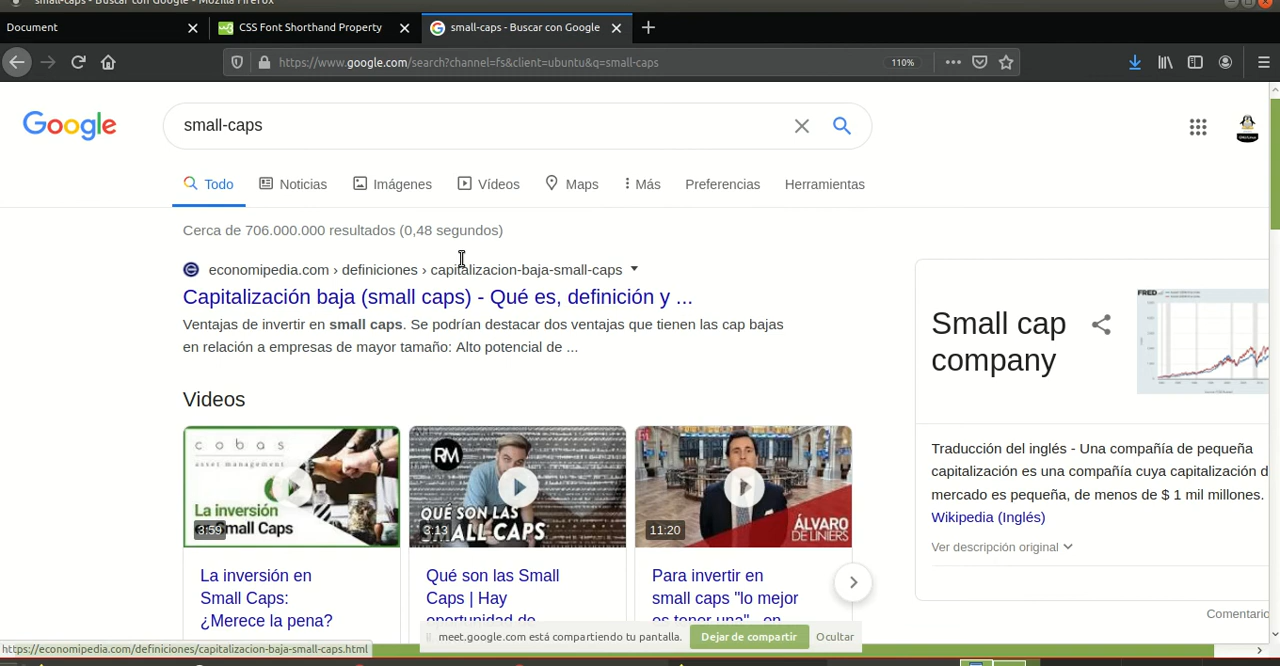 small-caps - Buscar con Google - Mozilla Firefox
Document
CSS Font Shorthand Property
small-caps - Buscar con Google
https://www.google.com/search?channel=fs&client=ubuntu&q=small-caps
110%
Google
small-caps
Todo
Noticias
Imágenes
Vídeos
Maps
Más
Preferencias
Herramientas
Cerca de 706.000.000 resultados (0,48 segundos)
economipedia.com › definiciones › capitalizacion-baja-small-caps
Capitalización baja (small caps) - Qué es, definición y ...
Ventajas de invertir en small caps. Se podrían destacar dos ventajas que tienen las cap bajas
en relación a empresas de mayor tamaño: Alto potencial de ...
Videos
cobas
asset management
La inversión
Small Caps
3:59
La inversión en
Small Caps:
¿Merece la pena?
RM
QUÉ SON LAS
SMALL CAPS
3:13
Qué son las Small
Caps | Hay
oportunidad de
11:20
ÁLVARO
DE LINIERS
Para invertir en
small caps "lo mejor
es tener una" - en
FRED
Small cap
company
Traducción del inglés - Una compañía de pequeña
capitalización es una compañía cuya capitalización d
mercado es pequeña, de menos de $ 1 mil millones.
Wikipedia (Inglés)
Ver descripción original
Comentario
meet.google.com está compartiendo tu pantalla.
Dejar de compartir
Ocultar
https://economipedia.com/definiciones/capitalizacion-baja-small-caps.html